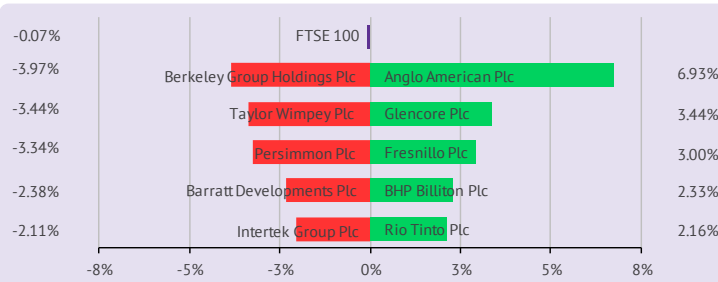 -0.07% FTSE 100
-3.97% Berkeley Group Holdings Plc Anglo American Plc 6.93%
-3.44% Taylor Wimpey Plc Glencore Plc 3.44%
-3.34% Persimmon Plc Fresnillo Plc 3.00%
-2.38% Barratt Developments Plc BHP Billiton Plc 2.33%
-2.11% Intertek Group Plc Rio Tinto Plc 2.16%
-8% -5% -3% 0% 3% 5% 8%